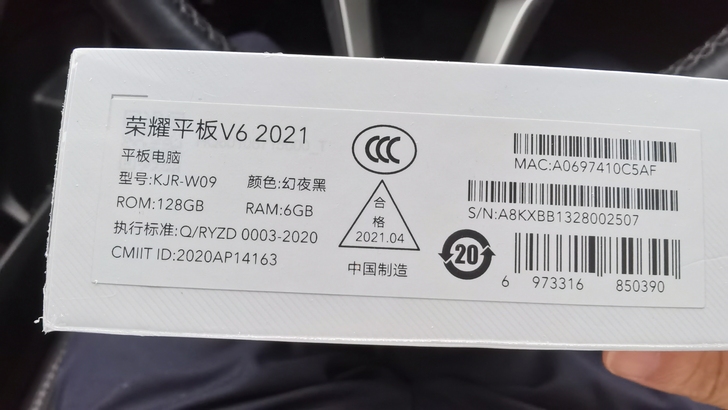 荣耀平板V6 2021
平板电脑
型号:KJR-W09 颜色:幻夜黑
ROM:128GB RAM:6GB
执行标准:Q/RYZD 0003-2020
CMIIT ID:2020AP14163
CCC
合
格
2021.04
中国制造
MAC:A0697410C5AF
S/N:A8KXBB1328002507
20
6 973316 850390